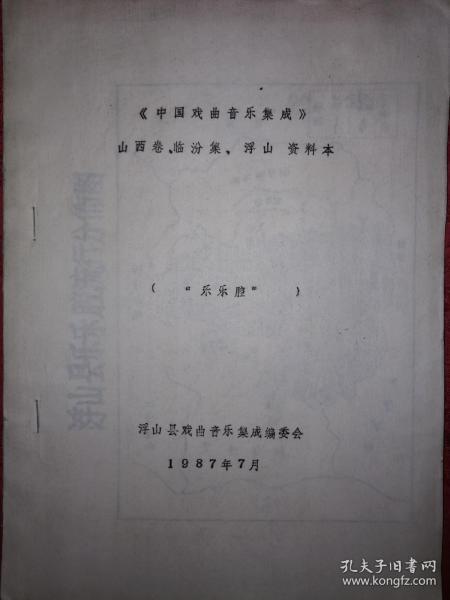 《中国戏曲音乐集成》
山西卷、临汾集、浮山 资料本
（ “乐乐腔” ）
浮山县戏曲音乐集成编委会
1987年7月
孔夫子旧书网
www.kongfz.com